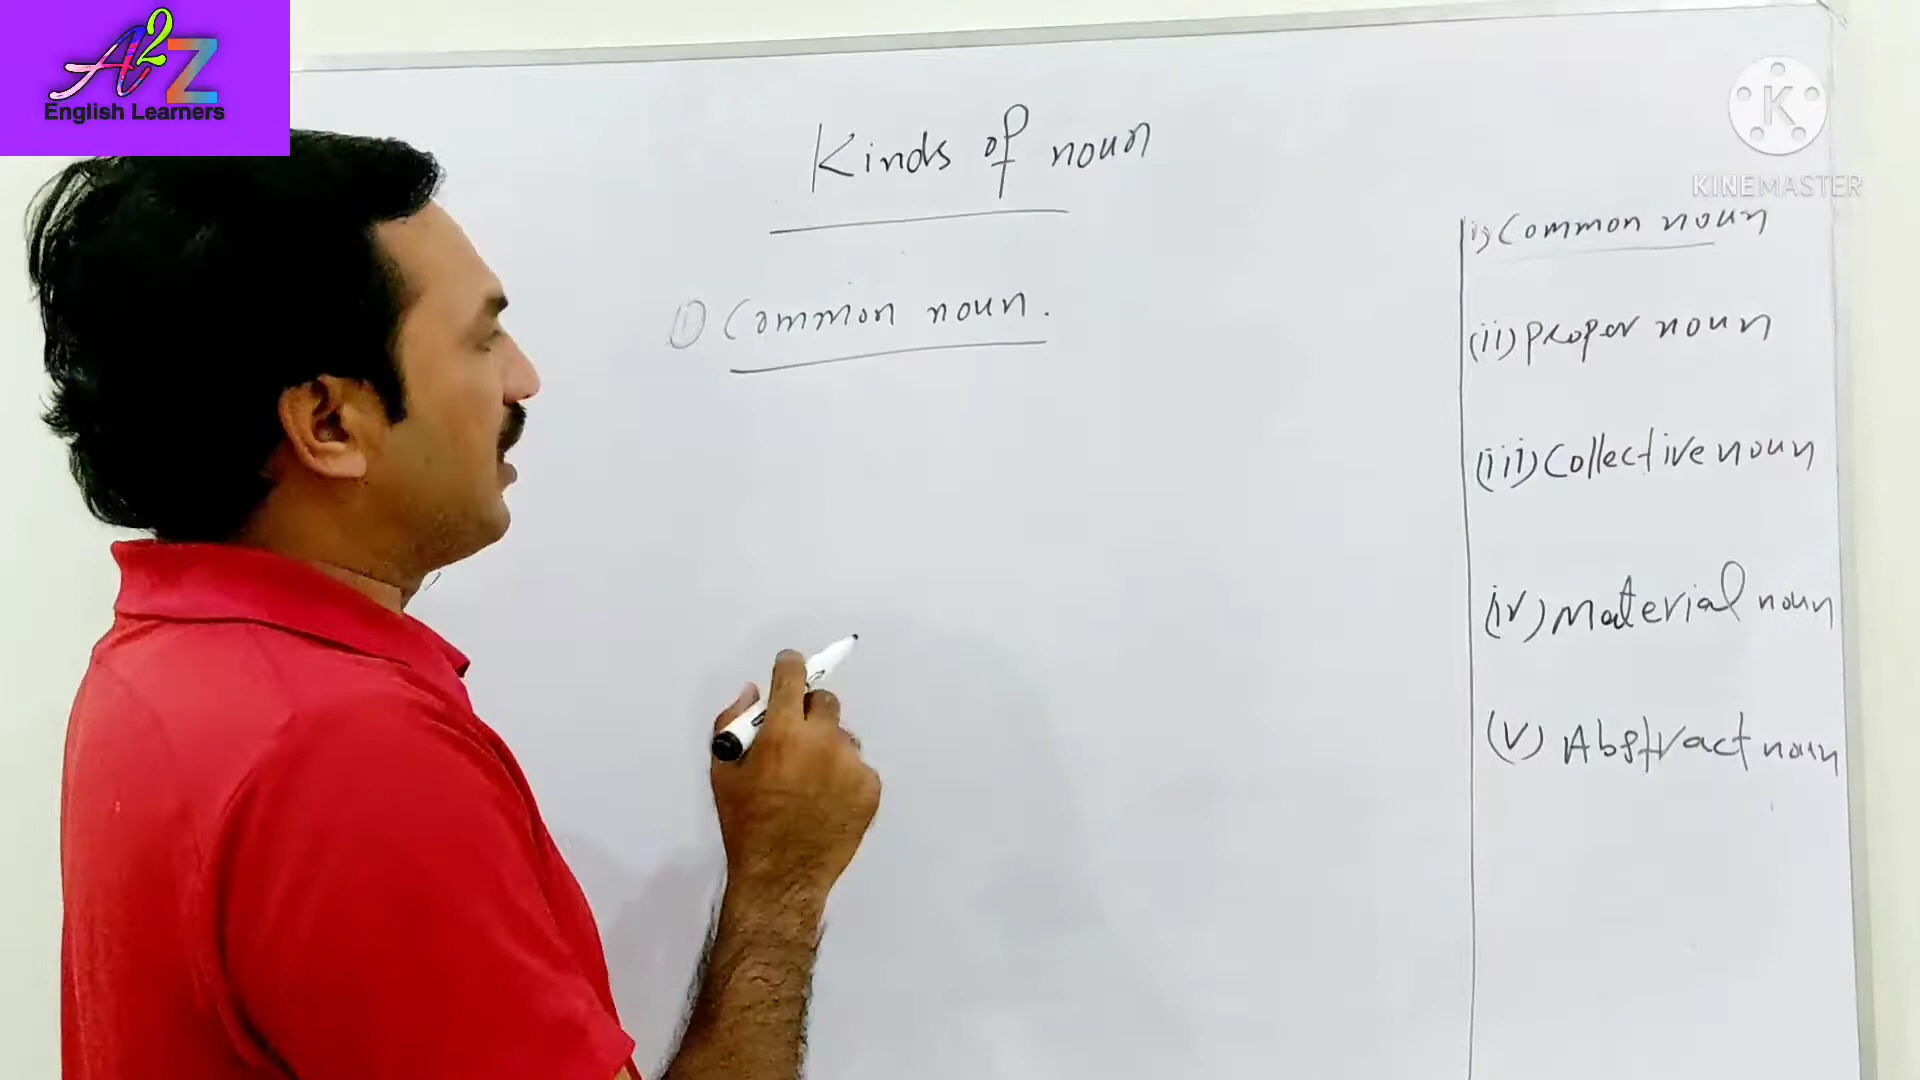 A2Z
English Learners
KINEMASTER
Kinds of noun
① Common noun.
i) Common noun
(ii) Proper noun
(iii) Collective noun
(iv) Material noun
(v) Abstract noun